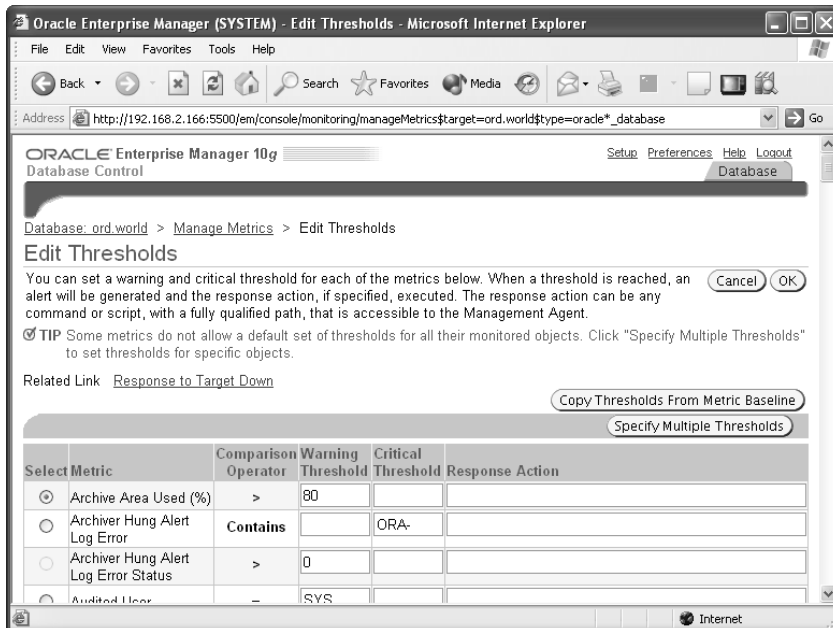 Oracle Enterprise Manager (SYSTEM) - Edit Thresholds - Microsoft Internet Explorer
File Edit View Favorites Tools Help
Back Search Favorites Media
Address http://192.168.2.166:5500/em/console/monitoring/manageMetrics$target=ord.world$type=oracle*_database Go
ORACLE Enterprise Manager 10g Setup Preferences Help Logout
Database Control Database
Database: ord.world > Manage Metrics > Edit Thresholds
Edit Thresholds
You can set a warning and critical threshold for each of the metrics below. When a threshold is reached, an Cancel OK
alert will be generated and the response action, if specified, executed. The response action can be any
command or script, with a fully qualified path, that is accessible to the Management Agent.
TIP Some metrics do not allow a default set of thresholds for all their monitored objects. Click "Specify Multiple Thresholds"
to set thresholds for specific objects.
Related Link Response to Target Down
Copy Thresholds From Metric Baseline
Specify Multiple Thresholds
Comparison Warning Critical
Select Metric Operator Threshold Threshold Response Action
Archive Area Used (%) > 80
Archiver Hung Alert
Log Error Contains ORA-
Archiver Hung Alert
Log Error Status > 0
Audited User = SYS
Internet